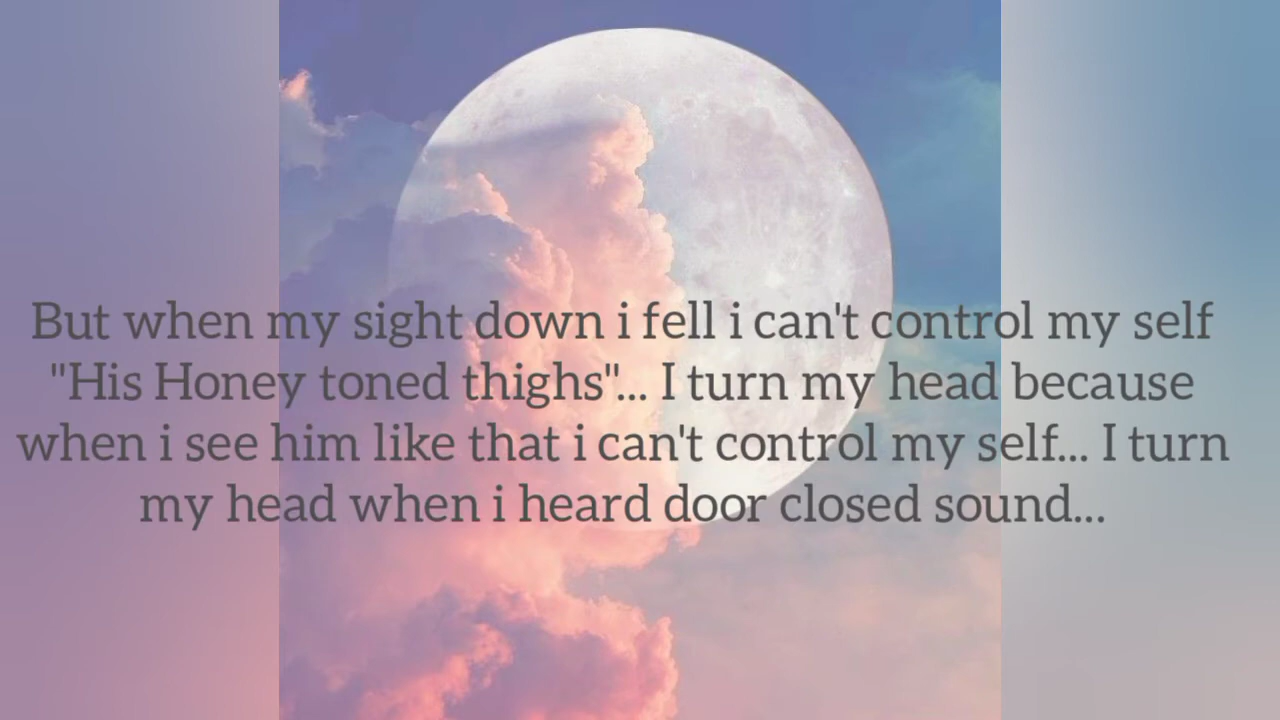 But when my sight down i fell i can't control my self
"His Honey toned thighs"... I turn my head because
when i see him like that i can't control my self... I turn
my head when i heard door closed sound...